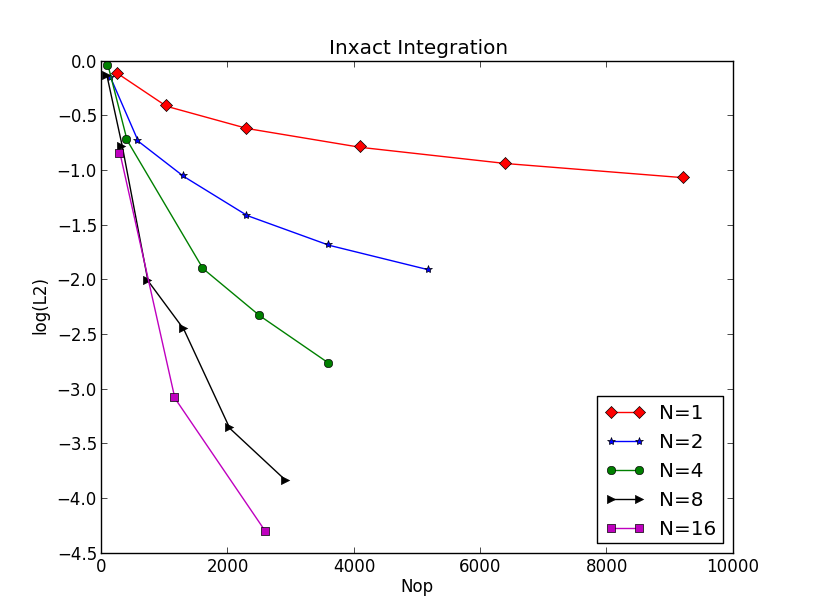 Inxact Integration
0.0
−0.5
−1.0
−1.5
−2.0
−2.5
−3.0
−3.5
−4.0
−4.5
log(L2)
0 2000 4000 6000 8000 10000
Nop
N=1
N=2
N=4
N=8
N=16